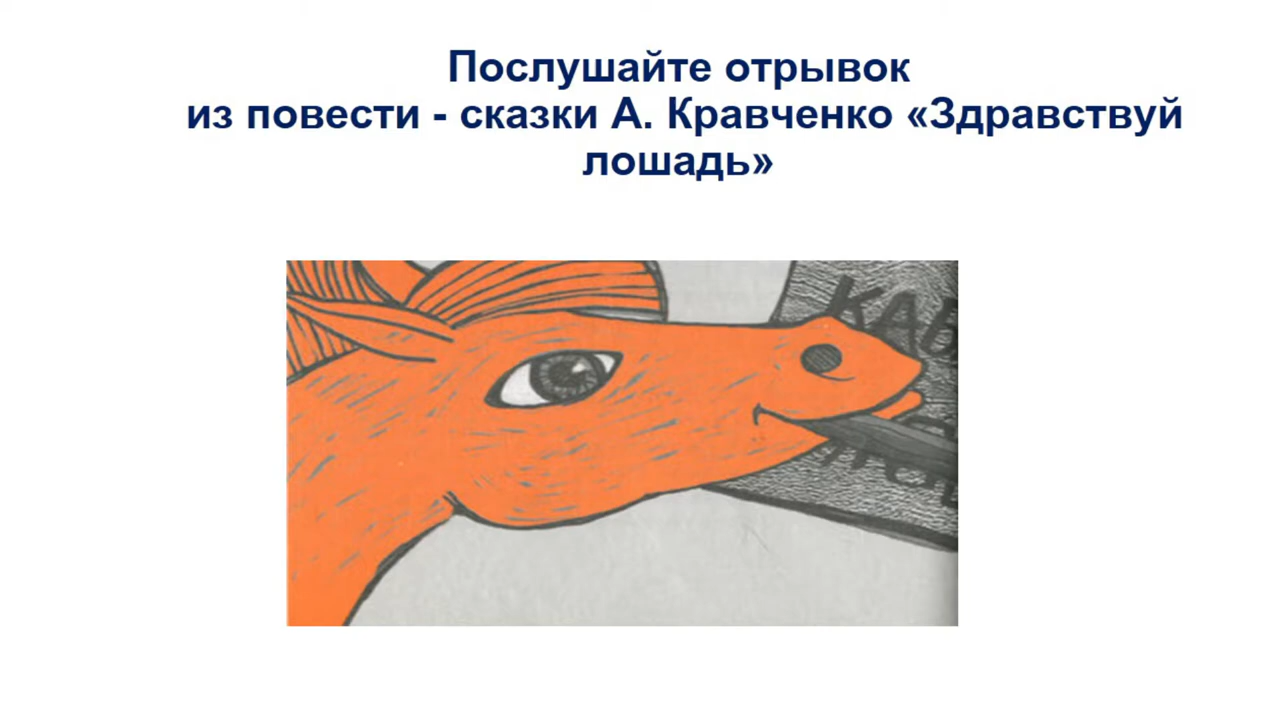 Послушайте отрывок
из повести - сказки А. Кравченко «Здравствуй
лошадь»